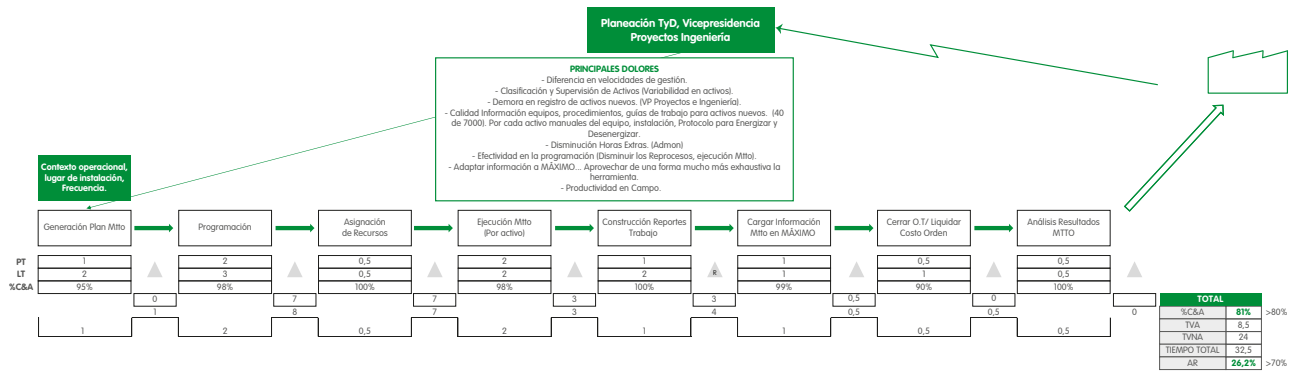 Planeación TyD, Vicepresidencia
Proyectos Ingeniería
PRINCIPALES DOLORES
- Diferencia en velocidades de gestión.
- Clasificación y Supervisión de Activos (Variabilidad en activos).
- Demora en registro de activos nuevos. (VP Proyectos e Ingeniería).
- Calidad Información equipos, procedimientos, guías de trabajo para activos nuevos. (40
de 7000). Por cada activo manuales del equipo, instalación, Protocolo para Energizar y
Desenergizar.
- Disminución Horas Extras. (Admon)
- Efectividad en la programación (Disminuir los Reprocesos, ejecución Mtto).
- Adaptar información a MÁXIMO... Aprovechar de una forma mucho más exhaustiva la
herramienta.
- Productividad en Campo.
Contexto operacional,
lugar de instalación,
Frecuencia.
Generación Plan Mtto
Programación
Asignación
de Recursos
Ejecución Mtto
(Por activo)
Construcción Reportes
Trabajo
Cargar Información
Mtto en MÁXIMO
Cerrar O.T/ Liquidar
Costo Orden
Análisis Resultados
MTTO
PT 1 2 0,5 2 1 1 0,5 0,5
LT 2 3 0,5 2 2 R 1 1 0,5
%C&A 95% 98% 100% 98% 100% 99% 90% 100%
0 7 7 3 3 0,5 0
1 8 7 3 4 0,5 0,5 0
1 2 0,5 2 1 1 0,5 0,5
TOTAL
%C&A 81% >80%
TVA 8,5
TVNA 24
TIEMPO TOTAL 32,5
AR 26,2% >70%